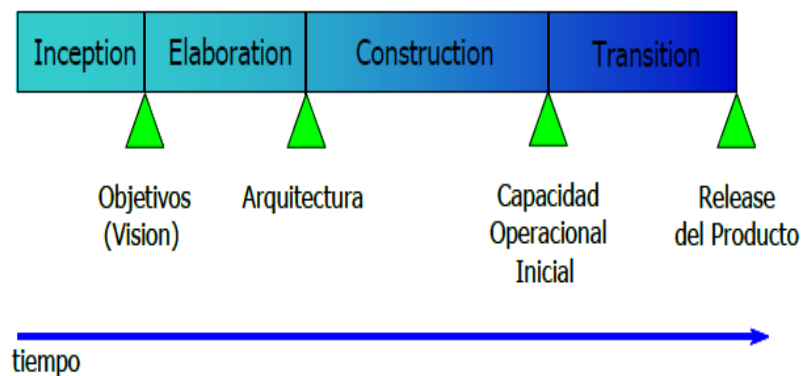 Inception Elaboration Construction Transition
Objetivos
(Vision)
Arquitectura
Capacidad
Operacional
Inicial
Release
del Producto
tiempo